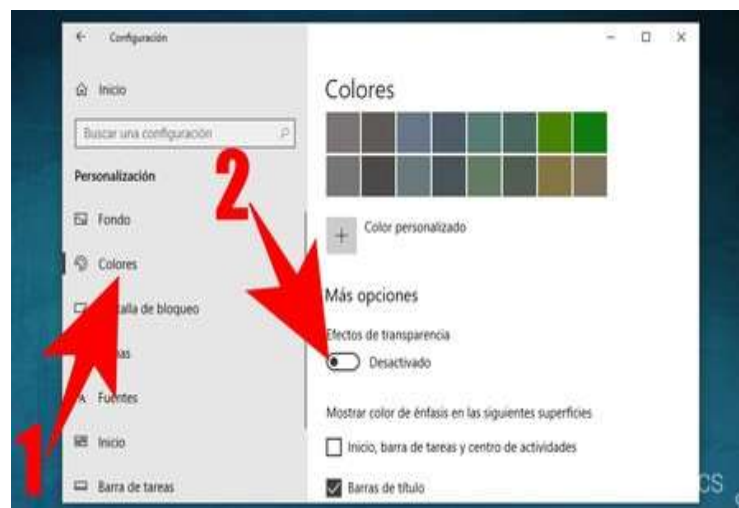 Configuración
Inicio
Buscar una configuración
Personalización
Fondo
Colores
talla de bloqueo
Fuentes
Inicio
Barra de tareas
1
2
Colores
Color personalizado
Más opciones
Efectos de transparencia
Desactivado
Mostrar color de énfasis en las siguientes superficies
Inicio, barra de tareas y centro de actividades
Barras de título